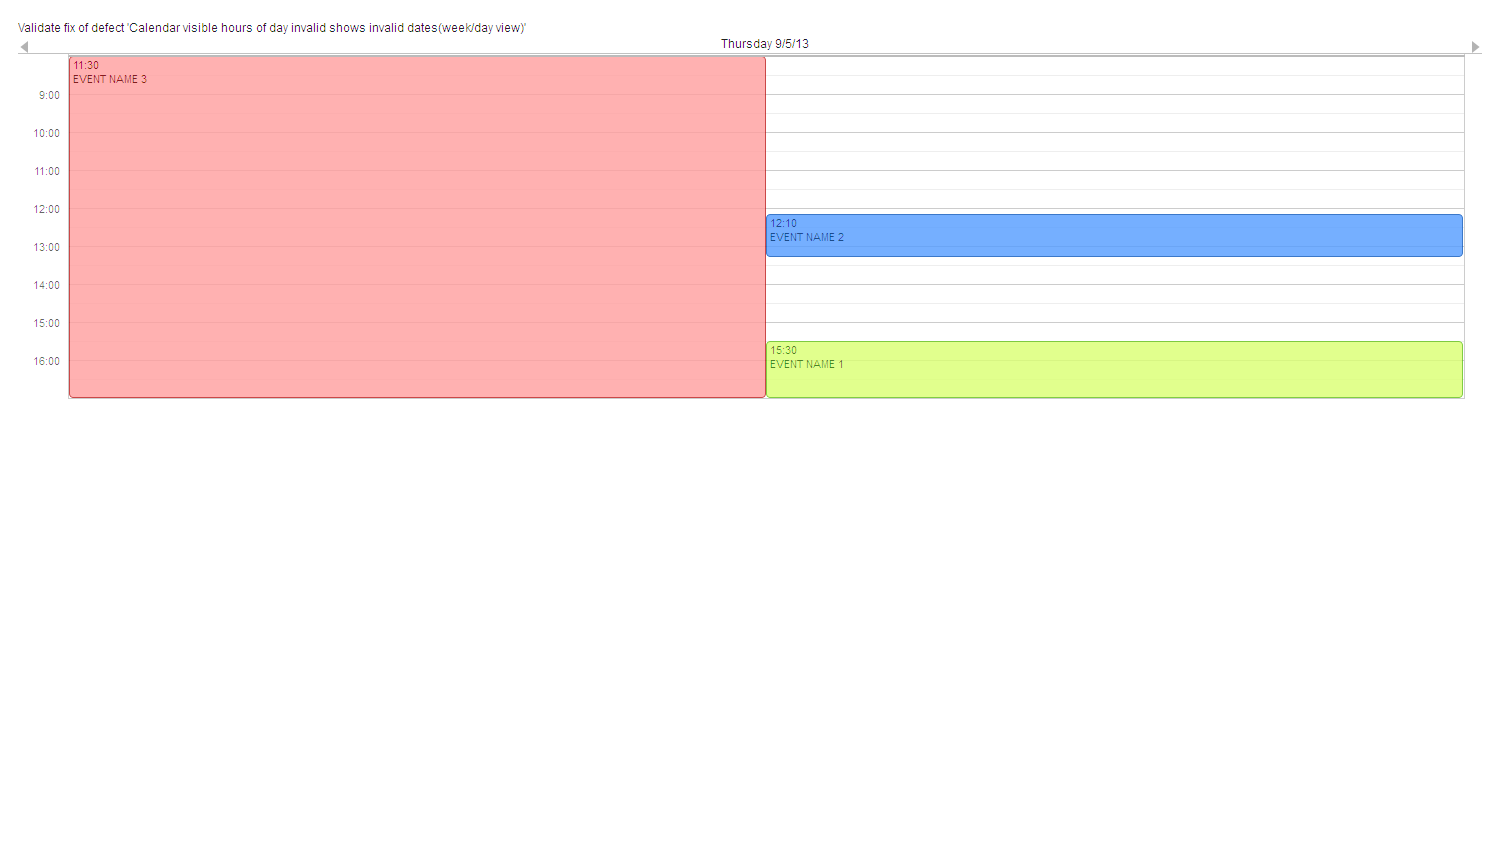 Validate fix of defect 'Calendar visible hours of day invalid shows invalid dates(week/day view)'
Thursday 9/5/13
11:30
EVENT NAME 3
9:00
10:00
11:00
12:00
12:10
EVENT NAME 2
13:00
14:00
15:00
15:30
EVENT NAME 1
16:00